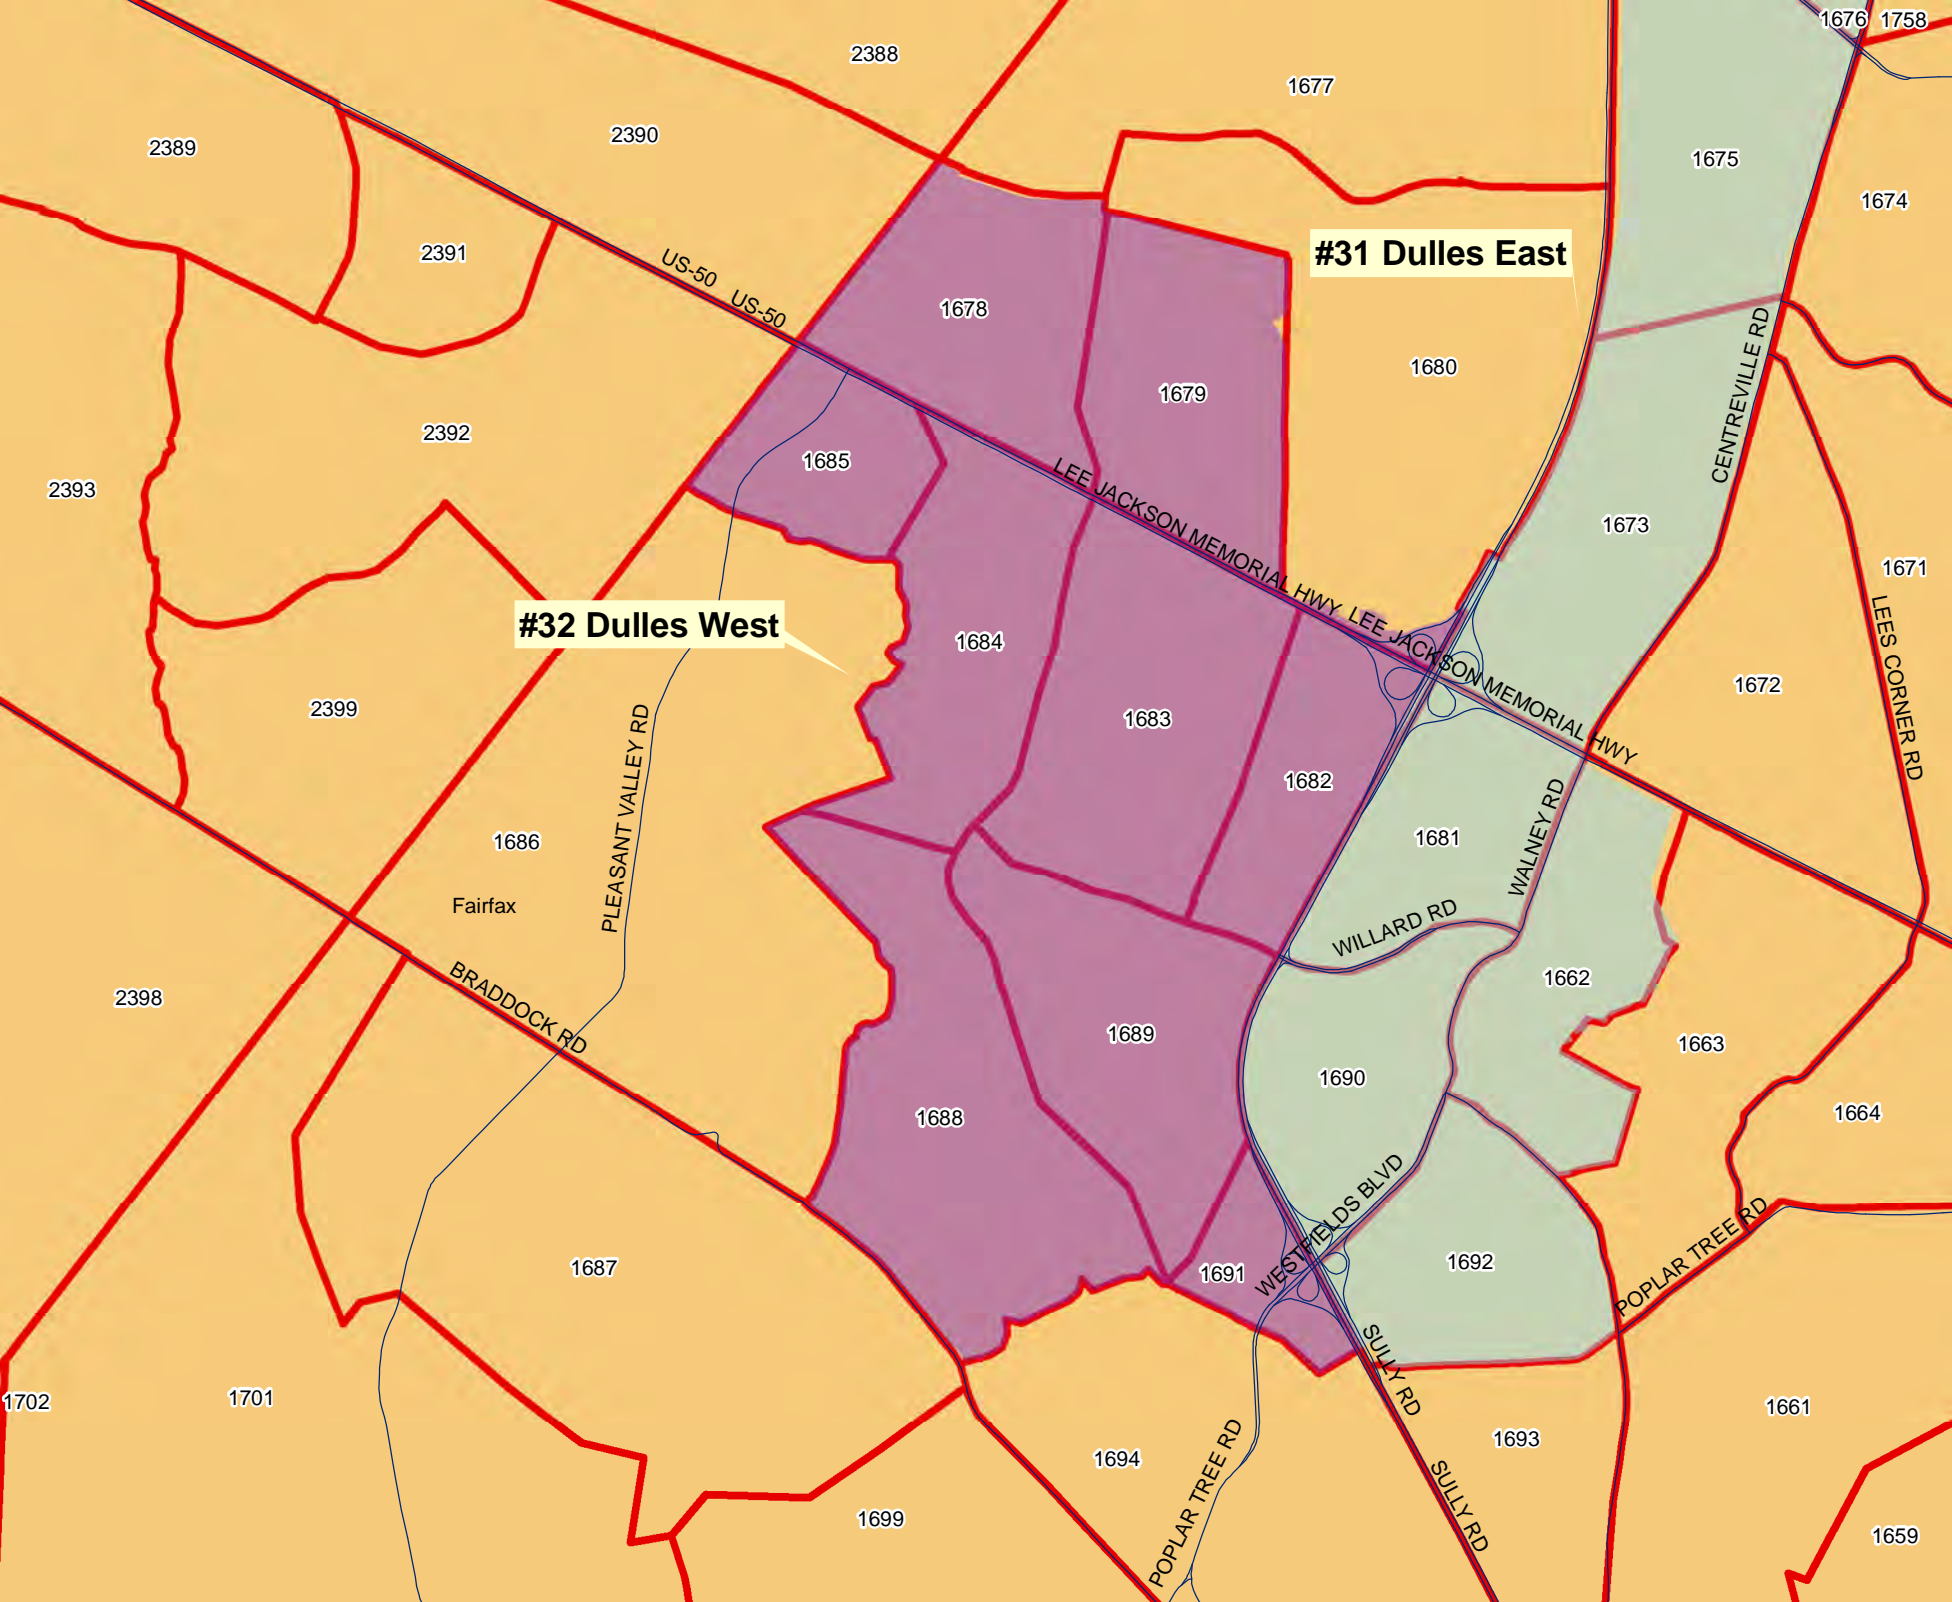 1676
1758
2388
1677
2390
2389
1675
1674
2391
#31 Dulles East
US-50
US-50
1678
1680
CENTREVILLE RD
1679
2392
1685
2393
LEE JACKSON MEMORIAL HWY
LEE JACKSON MEMORIAL HWY
1673
1671
#32 Dulles West
1684
LEES CORNER RD
1672
2399
1683
PLEASANT VALLEY RD
1682
1681
WALNEY RD
1686
Fairfax
WILLARD RD
1662
2398
BRADDOCK RD
1689
1663
1690
1688
1664
WESTFIELDS BLVD
1687
1691
1692
POPLAR TREE RD
SULLY RD
1702
1701
1661
1694
1693
POPLAR TREE RD
SULLY RD
1699
1659